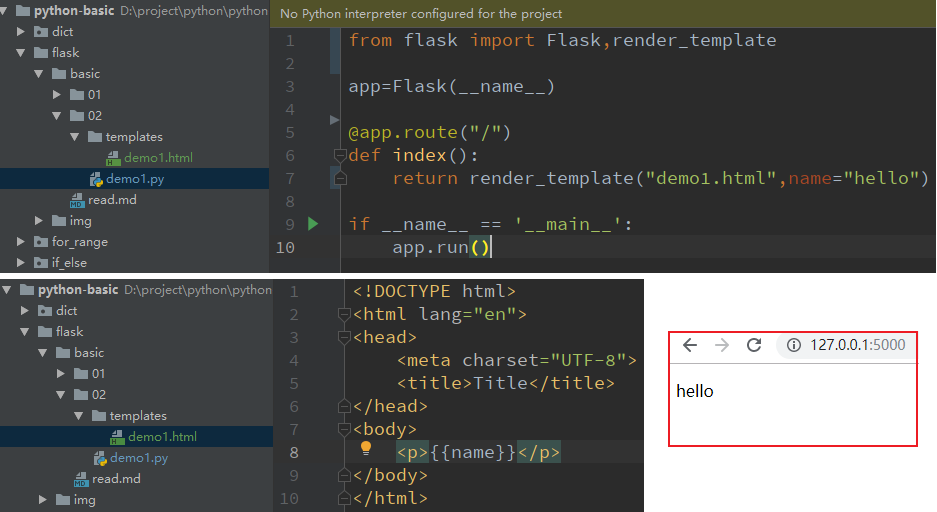 python-basic D:\project\python\python
dict
flask
basic
01
02
templates
demo1.html
demo1.py
read.md
img
for_range
if_else
No Python interpreter configured for the project
1 from flask import Flask,render_template
2
3 app=Flask(__name__)
4
5 @app.route("/")
6 def index():
7 return render_template("demo1.html",name="hello")
8
9 if __name__ == '__main__':
10 app.run()
python-basic D:\project\python\python
dict
flask
basic
01
02
templates
demo1.html
demo1.py
read.md
img
1 <!DOCTYPE html>
2 <html lang="en">
3 <head>
4 <meta charset="UTF-8">
5 <title>Title</title>
6 </head>
7 <body>
8 <p>{{name}}</p>
9 </body>
10 </html>
127.0.0.1:5000
hello